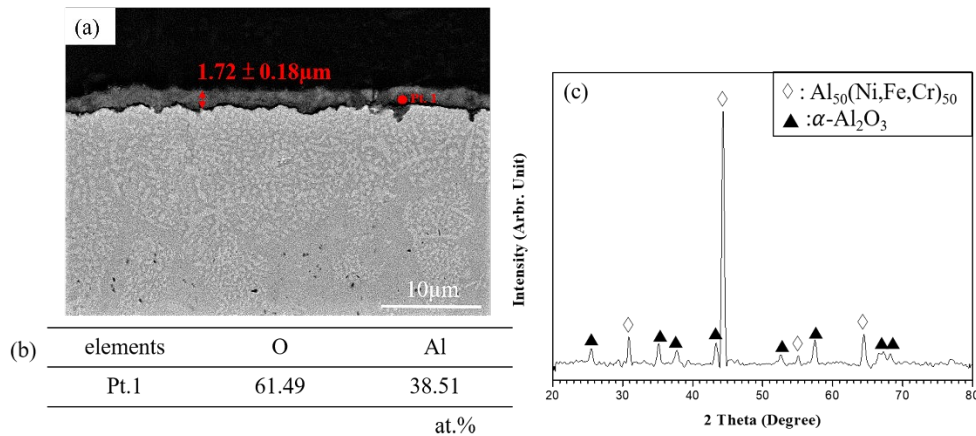 (a)
1.72 ± 0.18μm
Pt.1
10μm
(b)
elements O Al
Pt.1 61.49 38.51
at.%
(c)
◇ : Al₅₀(Ni,Fe,Cr)₅₀
▲ :α-Al₂O₃
Intensity (Arbr. Unit)
20 30 40 50 60 70 80
2 Theta (Degree)